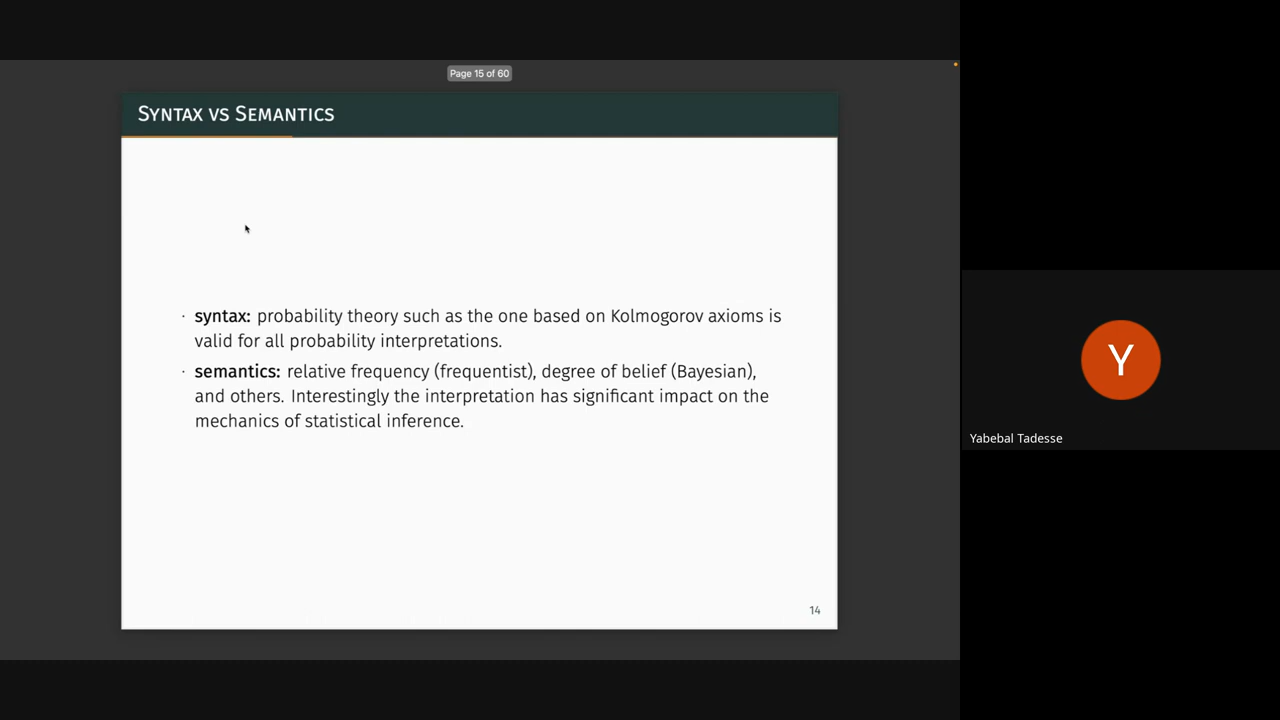 Page 15 of 60
Syntax vs Semantics
· syntax: probability theory such as the one based on Kolmogorov axioms is
valid for all probability interpretations.
· semantics: relative frequency (frequentist), degree of belief (Bayesian),
and others. Interestingly the interpretation has significant impact on the
mechanics of statistical inference.
14
Y
Yabebal Tadesse